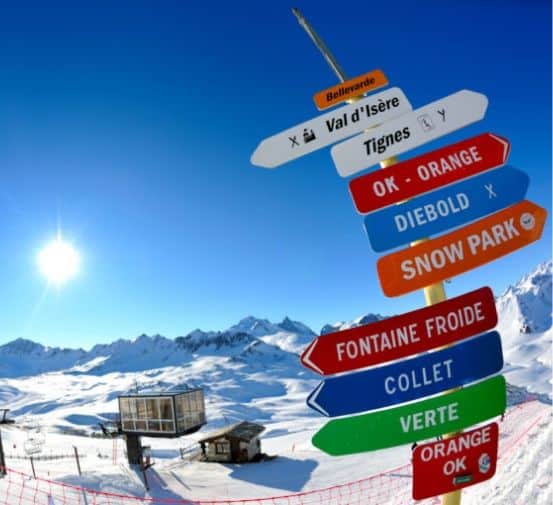 Bellevarde
X Val d'Isère
Tignes Y
OK - ORANGE
DIEBOLD X
SNOW PARK
FONTAINE FROIDE
COLLET
VERTE
ORANGE
OK